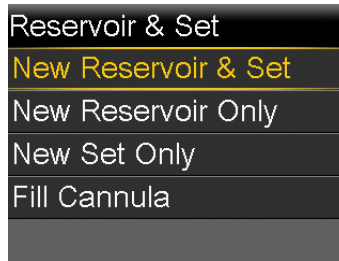 Reservoir & Set
New Reservoir & Set
New Reservoir Only
New Set Only
Fill Cannula